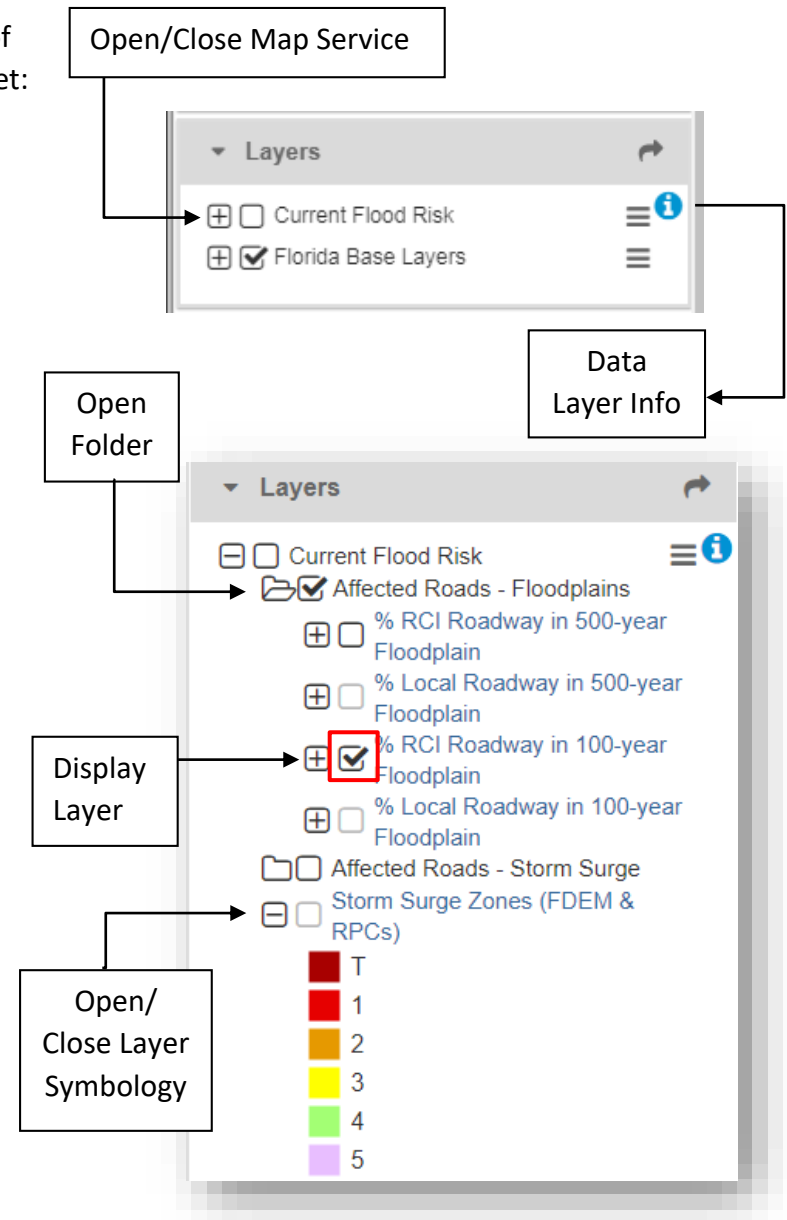 of
et:
Open/Close Map Service
Layers
Current Flood Risk
Florida Base Layers
Data
Layer Info
Open
Folder
Layers
Current Flood Risk
Affected Roads - Floodplains
% RCI Roadway in 500-year
Floodplain
% Local Roadway in 500-year
Floodplain
Display
Layer
% RCI Roadway in 100-year
Floodplain
% Local Roadway in 100-year
Floodplain
Affected Roads - Storm Surge
Storm Surge Zones (FDEM &
RPCs)
Open/
Close Layer
Symbology
T
1
2
3
4
5